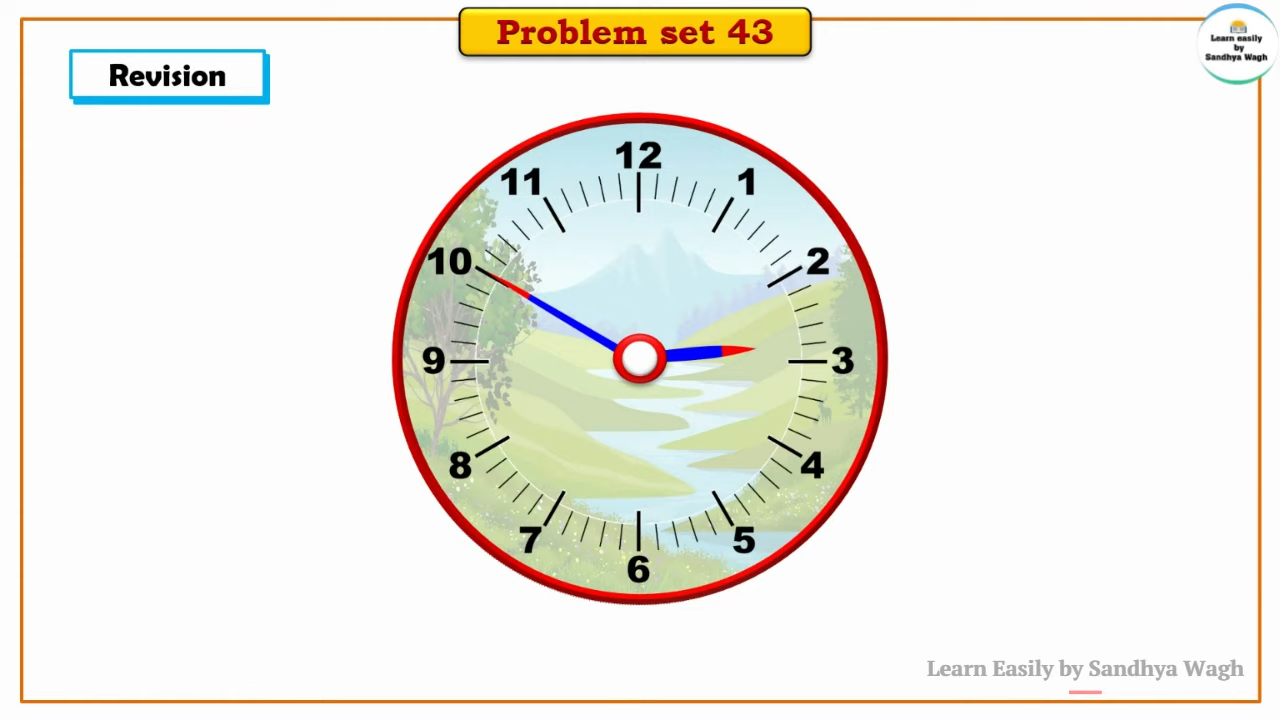 Problem set 43
Learn easily
by
Sandhya Wagh
Revision
12
11
1
10
2
9
3
8
4
7
5
6
Learn Easily by Sandhya Wagh